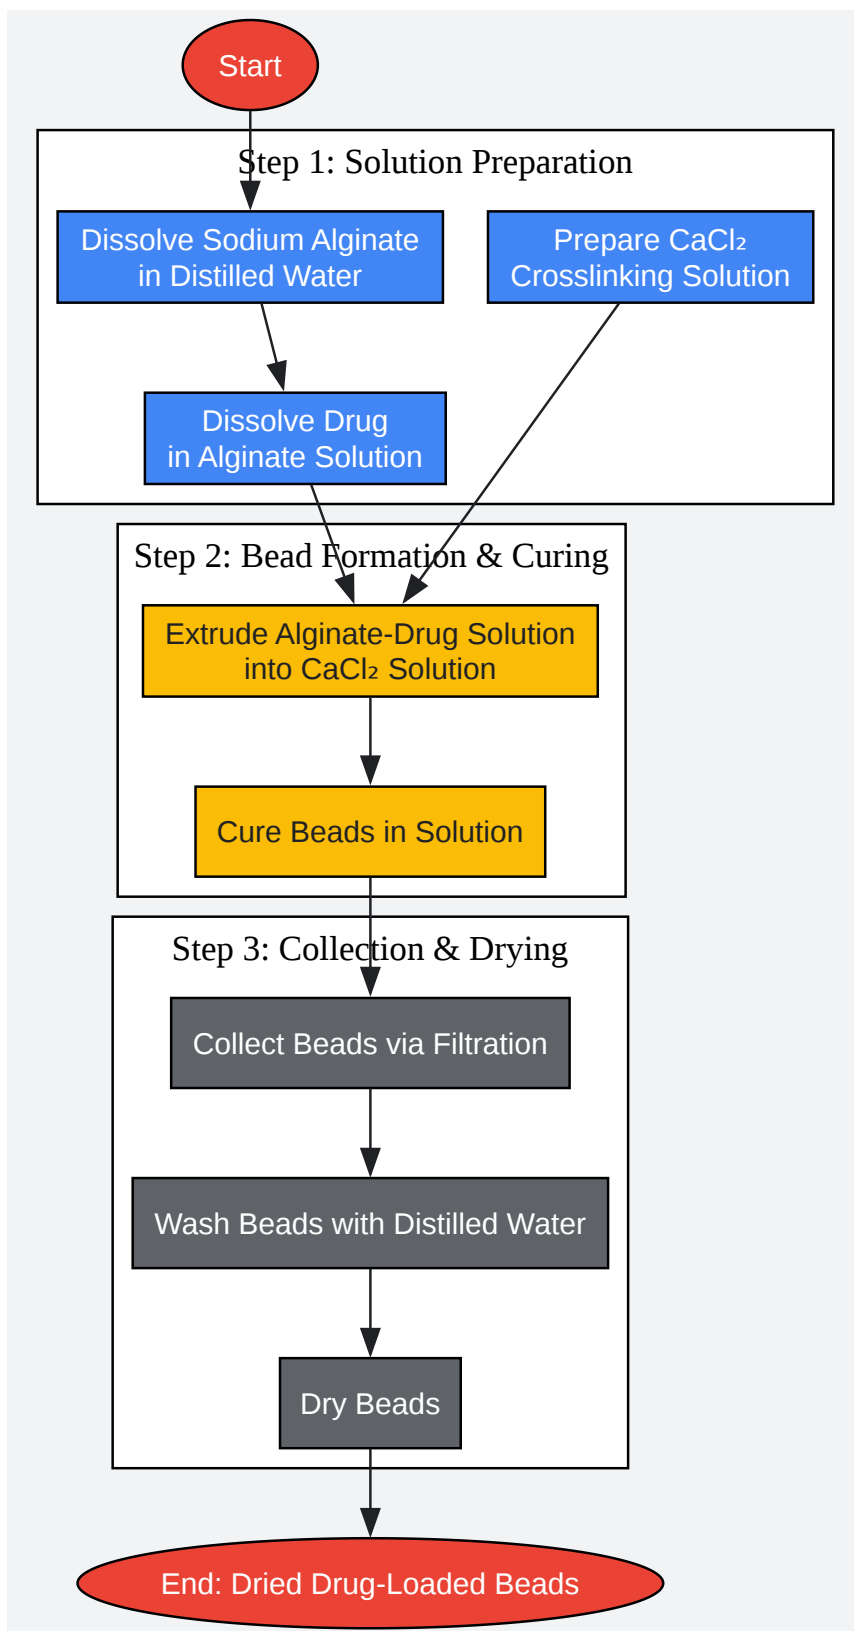 Start
Step 1: Solution Preparation
Dissolve Sodium Alginate
in Distilled Water
Prepare CaCl₂
Crosslinking Solution
Dissolve Drug
in Alginate Solution
Step 2: Bead Formation & Curing
Extrude Alginate-Drug Solution
into CaCl₂ Solution
Cure Beads in Solution
Step 3: Collection & Drying
Collect Beads via Filtration
Wash Beads with Distilled Water
Dry Beads
End: Dried Drug-Loaded Beads